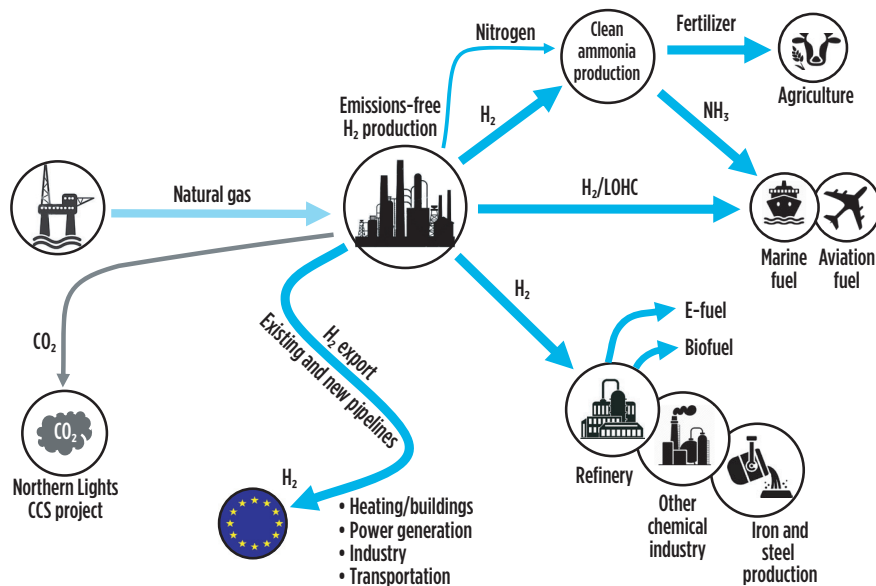 Nitrogen
Clean
ammonia
production
Fertilizer
Agriculture
Emissions-free
H₂ production
H₂
NH₃
Natural gas
H₂/LOHC
Marine
fuel
Aviation
fuel
CO₂
H₂
E-fuel
Biofuel
H₂ export
Existing and new pipelines
CO₂
Northern Lights
CCS project
H₂
• Heating/buildings
• Power generation
• Industry
• Transportation
Refinery
Other
chemical
industry
Iron and
steel
production